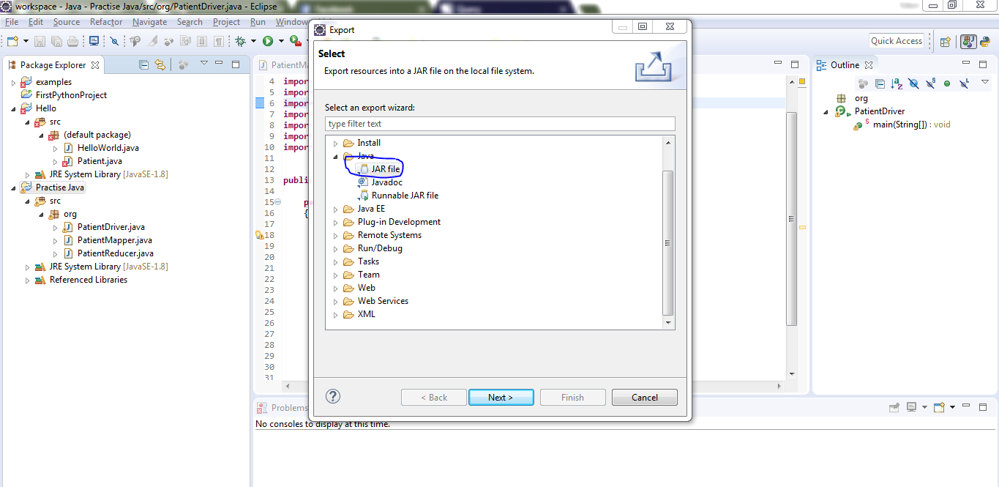 workspace - Java - Practise Java/src/org/PatientDriver.java - Eclipse
File Edit Source Refactor Navigate Search Project Run Window
Quick Access
Package Explorer
examples
FirstPythonProject
Hello
src
(default package)
HelloWorld.java
Patient.java
JRE System Library [JavaSE-1.8]
Practise Java
src
org
PatientDriver.java
PatientMapper.java
PatientReducer.java
JRE System Library [JavaSE-1.8]
Referenced Libraries
PatientM
4 impor
5 impor
6 impor
7 impor
8 impor
9 impor
10 impor
11
12
13 publi
14
15 p
16 {
17
18
19
20
21
22
23
24
25
26
27
28
29
30
31
Export
Select
Export resources into a JAR file on the local file system.
Select an export wizard:
type filter text
Install
Java
JAR file
Javadoc
Runnable JAR file
Java EE
Plug-in Development
Remote Systems
Run/Debug
Tasks
Team
Web
Web Services
XML
< Back Next > Finish Cancel
Outline
org
PatientDriver
main(String[]) : void
Problems
No consoles to display at this time.